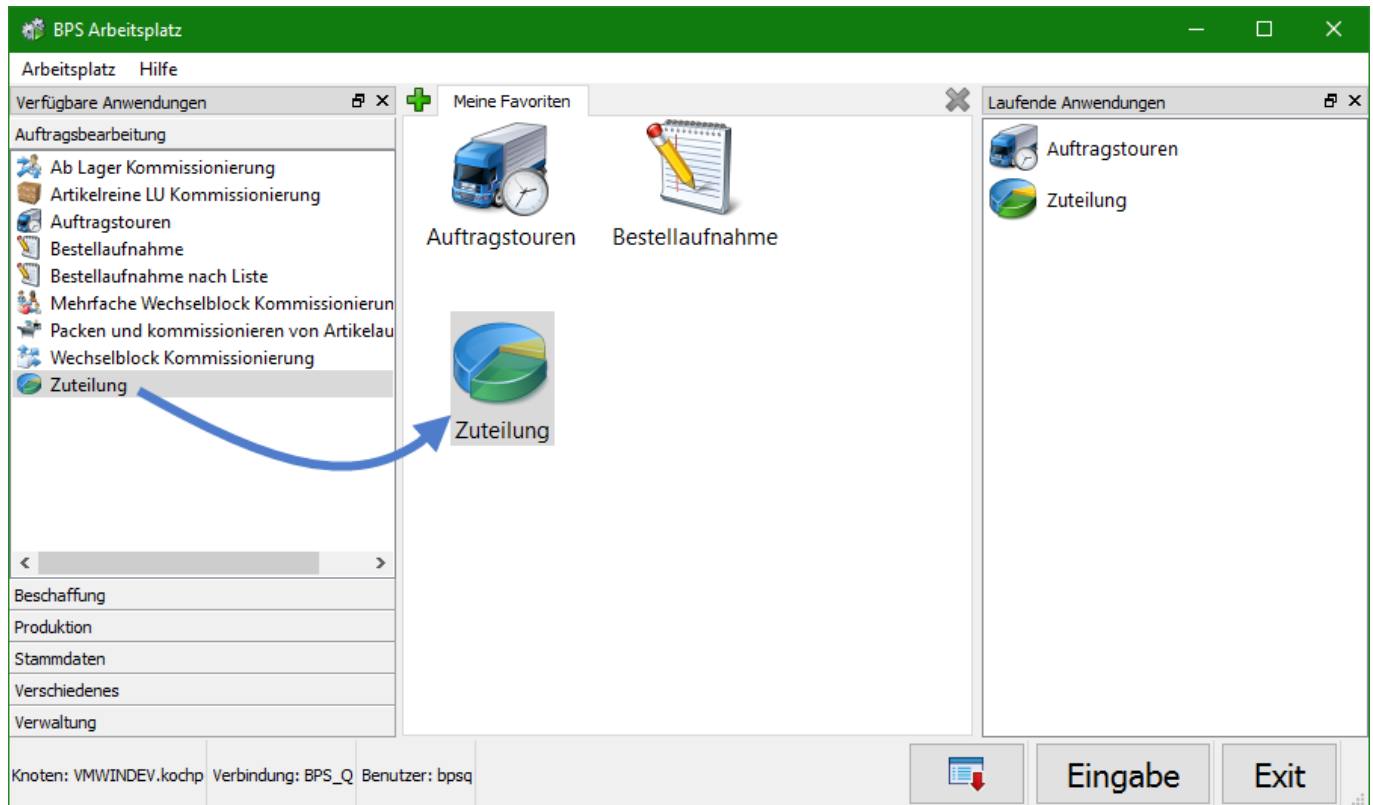 BPS Arbeitsplatz
Arbeitsplatz Hilfe
Verfügbare Anwendungen
Auftragsbearbeitung
Ab Lager Kommissionierung
Artikelreine LU Kommissionierung
Auftragstouren
Bestellaufnahme
Bestellaufnahme nach Liste
Mehrfache Wechselblock Kommissionierun
Packen und kommissionieren von Artikelau
Wechselblock Kommissionierung
Zuteilung
Beschaffung
Produktion
Stammdaten
Verschiedenes
Verwaltung
Meine Favoriten
Auftragstouren Bestellaufnahme
Zuteilung
Laufende Anwendungen
Auftragstouren
Zuteilung
Knoten: VMWINDEV.kochp Verbindung: BPS_Q Benutzer: bpsq
Eingabe Exit